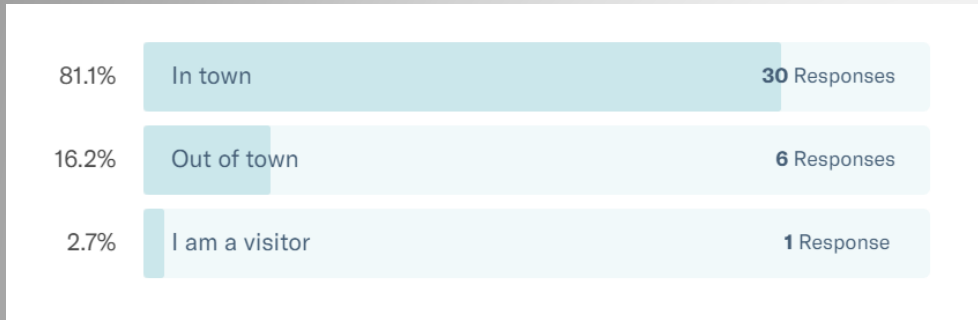 81.1% In town 30 Responses
16.2% Out of town 6 Responses
2.7% I am a visitor 1 Response